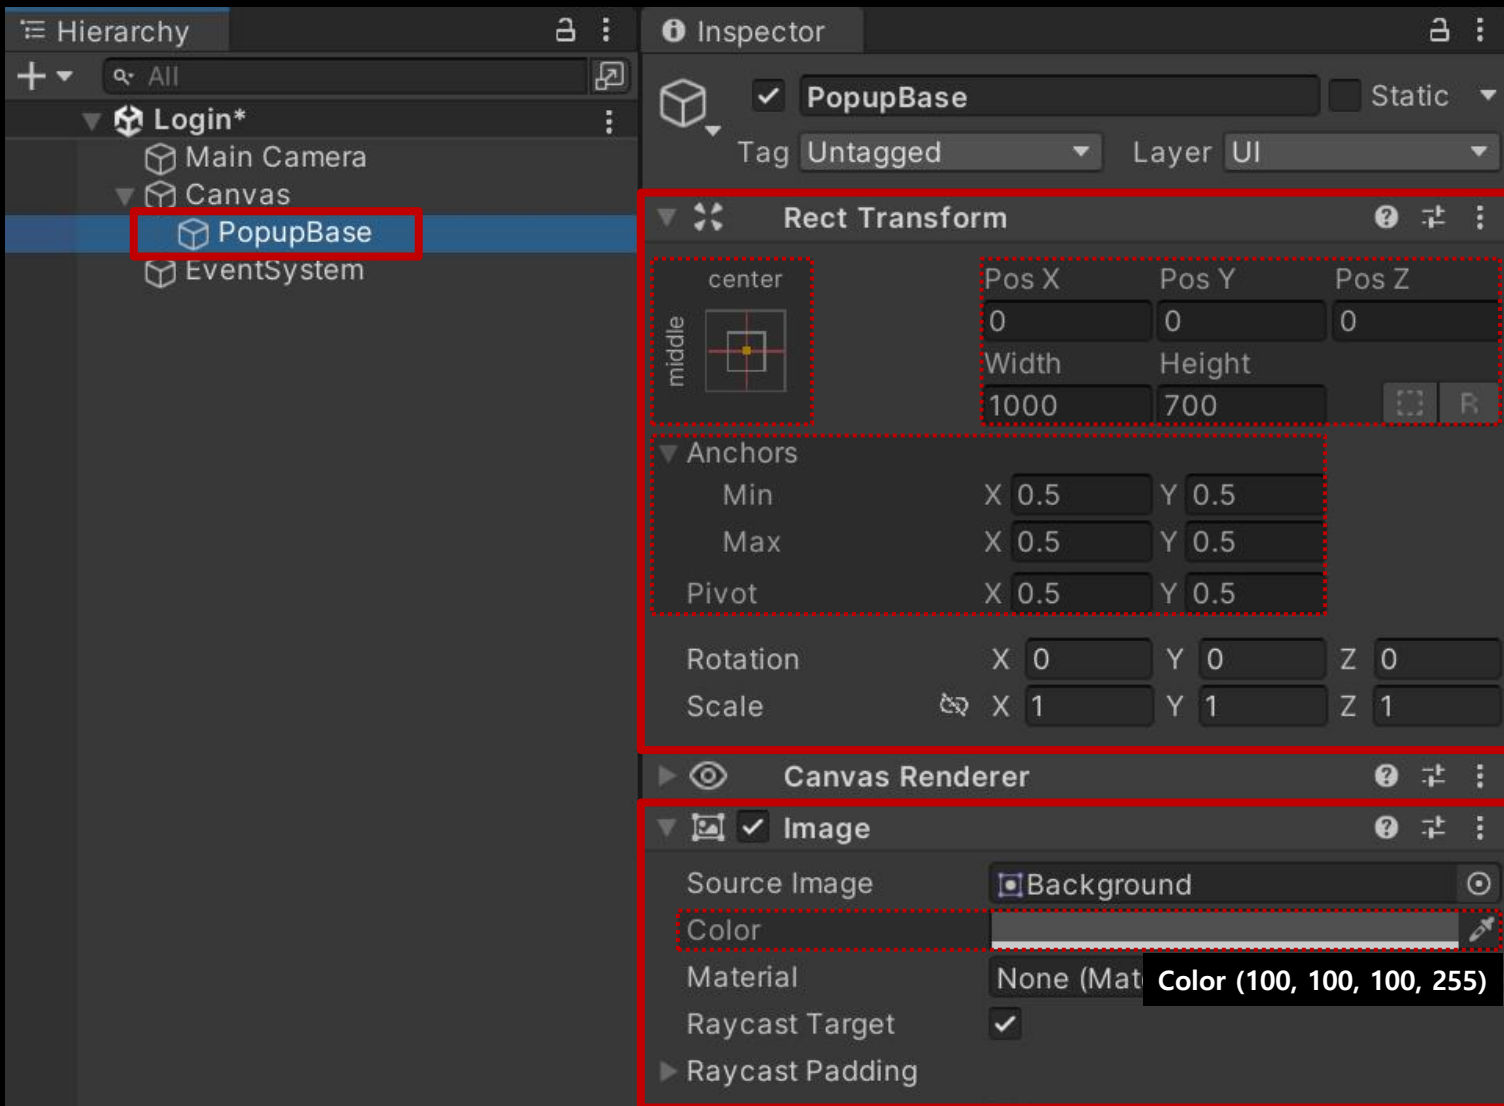 Hierarchy
All
Login*
Main Camera
Canvas
PopupBase
EventSystem
Inspector
PopupBase
Static
Tag Untagged Layer UI
Rect Transform
center
middle
Pos X Pos Y Pos Z
0 0 0
Width Height
1000 700
R
Anchors
Min X 0.5 Y 0.5
Max X 0.5 Y 0.5
Pivot X 0.5 Y 0.5
Rotation X 0 Y 0 Z 0
Scale X 1 Y 1 Z 1
Canvas Renderer
Image
Source Image Background
Color
Material None (Mat
Color (100, 100, 100, 255)
Raycast Target
Raycast Padding